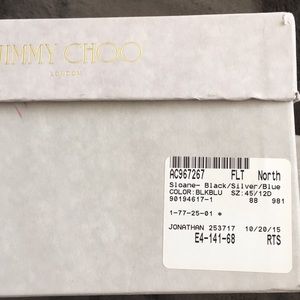 JIMMY CHOO
LONDON
AC967267 FLT North
Sloane- Black/Silver/Blue
COLOR:BLKBLU SZ:45/12D
90194617-1 88 981
1-77-25-01 *
JONATHAN 253717 10/20/15
E4-141-68 RTS